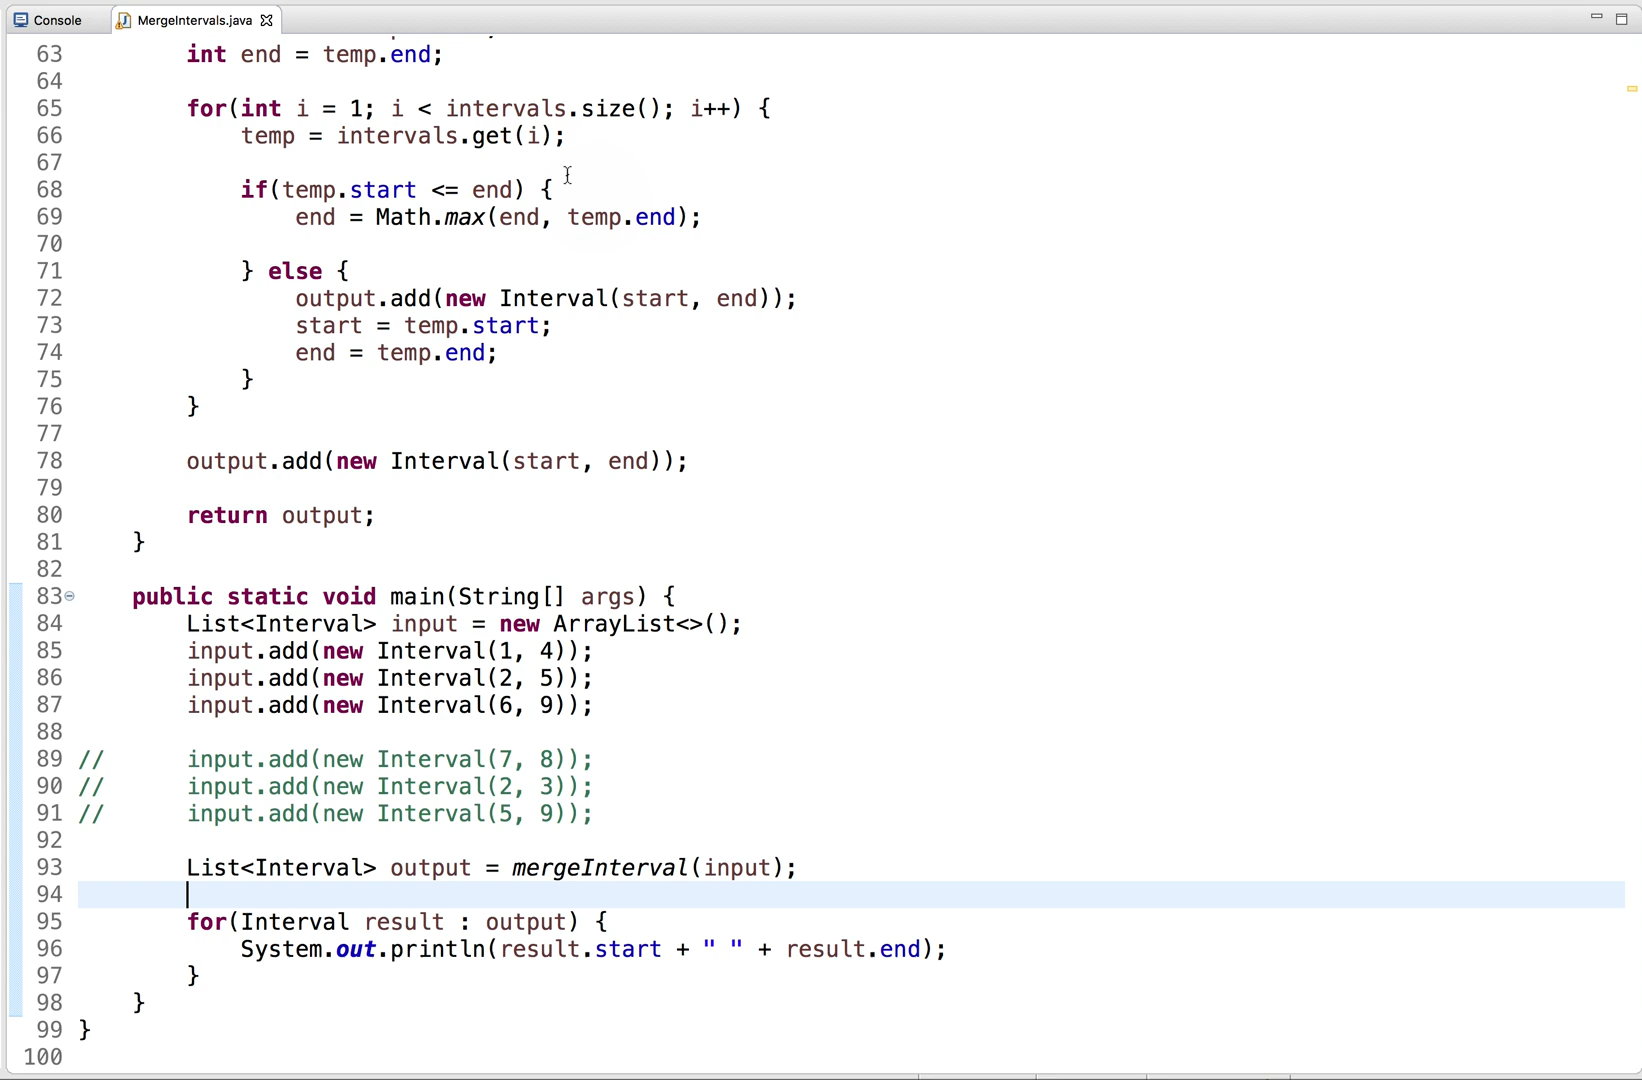 Console MergeIntervals.java
63 int end = temp.end;
64
65 for(int i = 1; i < intervals.size(); i++) {
66 temp = intervals.get(i);
67
68 if(temp.start <= end) {
69 end = Math.max(end, temp.end);
70
71 } else {
72 output.add(new Interval(start, end));
73 start = temp.start;
74 end = temp.end;
75 }
76 }
77
78 output.add(new Interval(start, end));
79
80 return output;
81 }
82
83 public static void main(String[] args) {
84 List<Interval> input = new ArrayList<>();
85 input.add(new Interval(1, 4));
86 input.add(new Interval(2, 5));
87 input.add(new Interval(6, 9));
88
89 // input.add(new Interval(7, 8));
90 // input.add(new Interval(2, 3));
91 // input.add(new Interval(5, 9));
92
93 List<Interval> output = mergeInterval(input);
94
95 for(Interval result : output) {
96 System.out.println(result.start + " " + result.end);
97 }
98 }
99 }
100